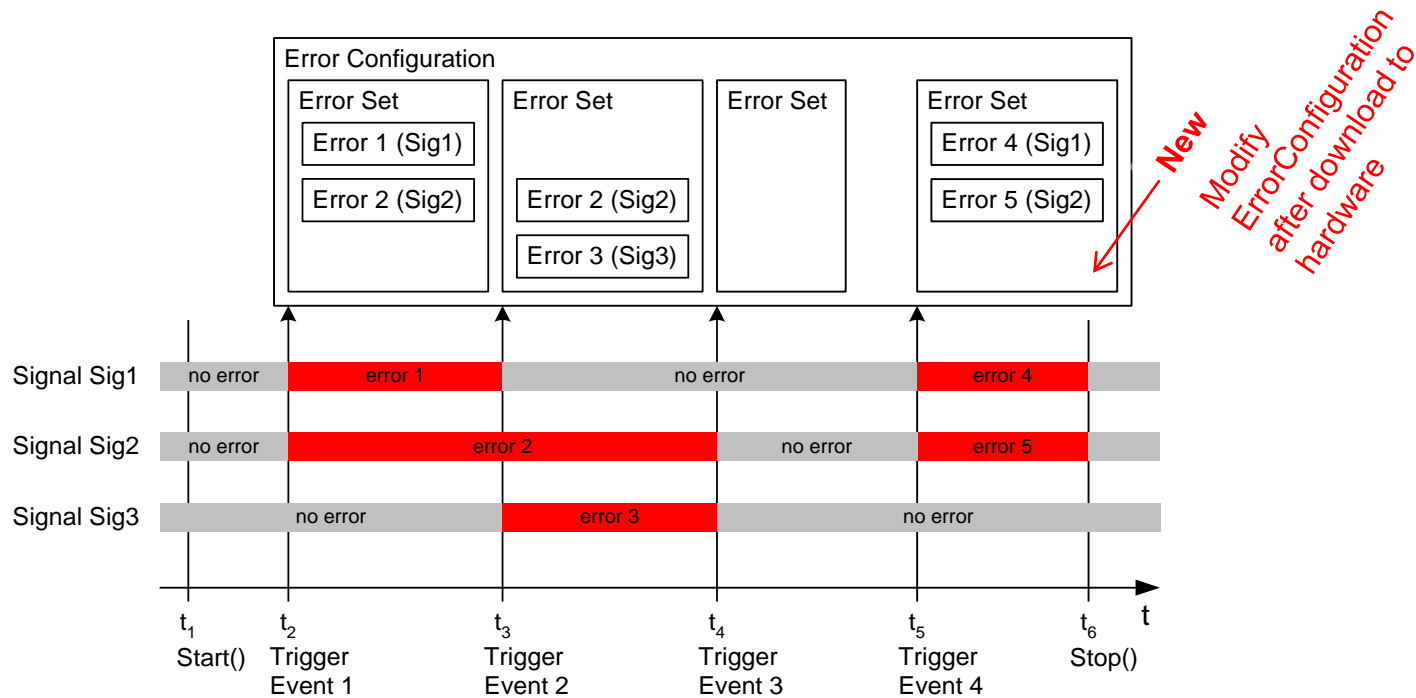 Error Configuration
Error Set
Error 1 (Sig1)
Error 2 (Sig2)
Error Set
Error 2 (Sig2)
Error 3 (Sig3)
Error Set
Error Set
Error 4 (Sig1)
Error 5 (Sig2)
New
Modify
ErrorConfiguration
after download to
hardware
Signal Sig1
no error
error 1
no error
error 4
Signal Sig2
no error
error 2
no error
error 5
Signal Sig3
no error
error 3
no error
t
t1
Start()
t2
Trigger
Event 1
t3
Trigger
Event 2
t4
Trigger
Event 3
t5
Trigger
Event 4
t6
Stop()